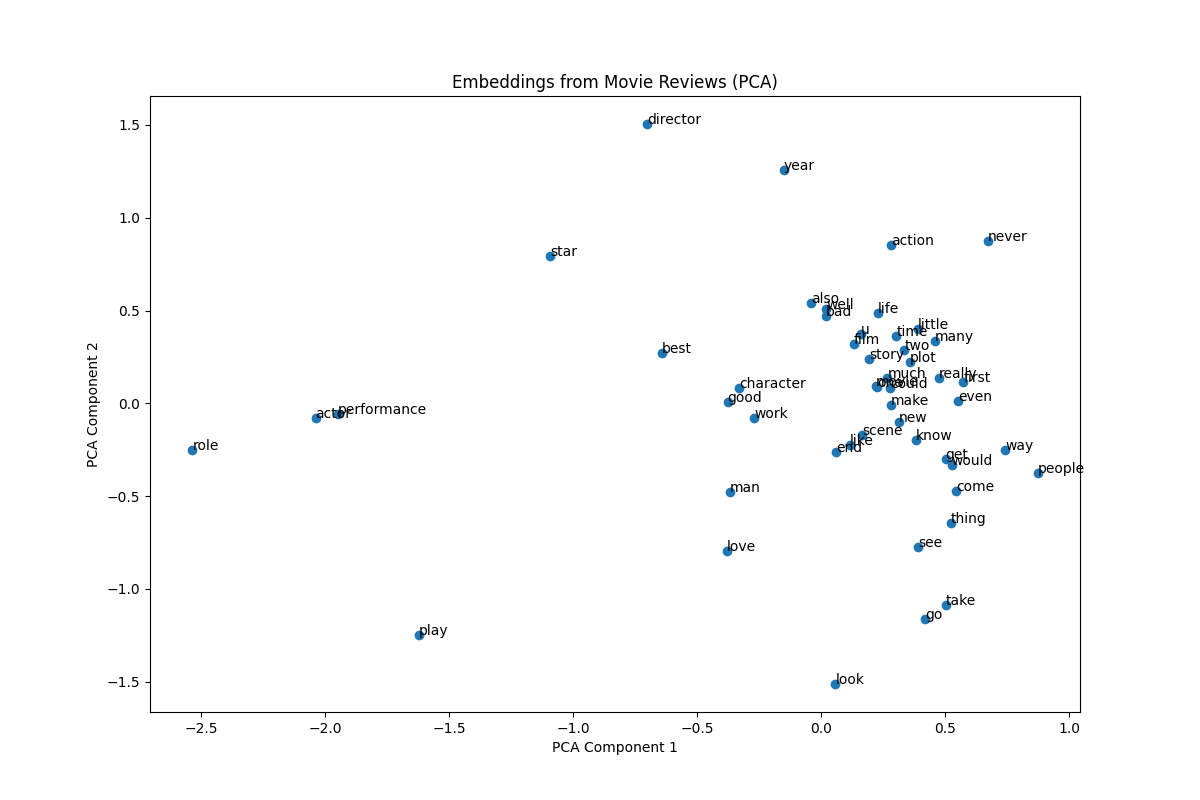 Embeddings from Movie Reviews (PCA)
director
year
action
never
star
also
well
bad
life
little
u
time
many
film
two
best
story
plot
much
really
first
character
could
even
good
make
actor
performance
work
new
scene
know
like
role
end
get
way
would
people
man
come
thing
love
see
take
go
play
look
1.5
1.0
0.5
0.0
−0.5
−1.0
−1.5
PCA Component 2
−2.5
−2.0
−1.5
−1.0
−0.5
0.0
0.5
1.0
PCA Component 1